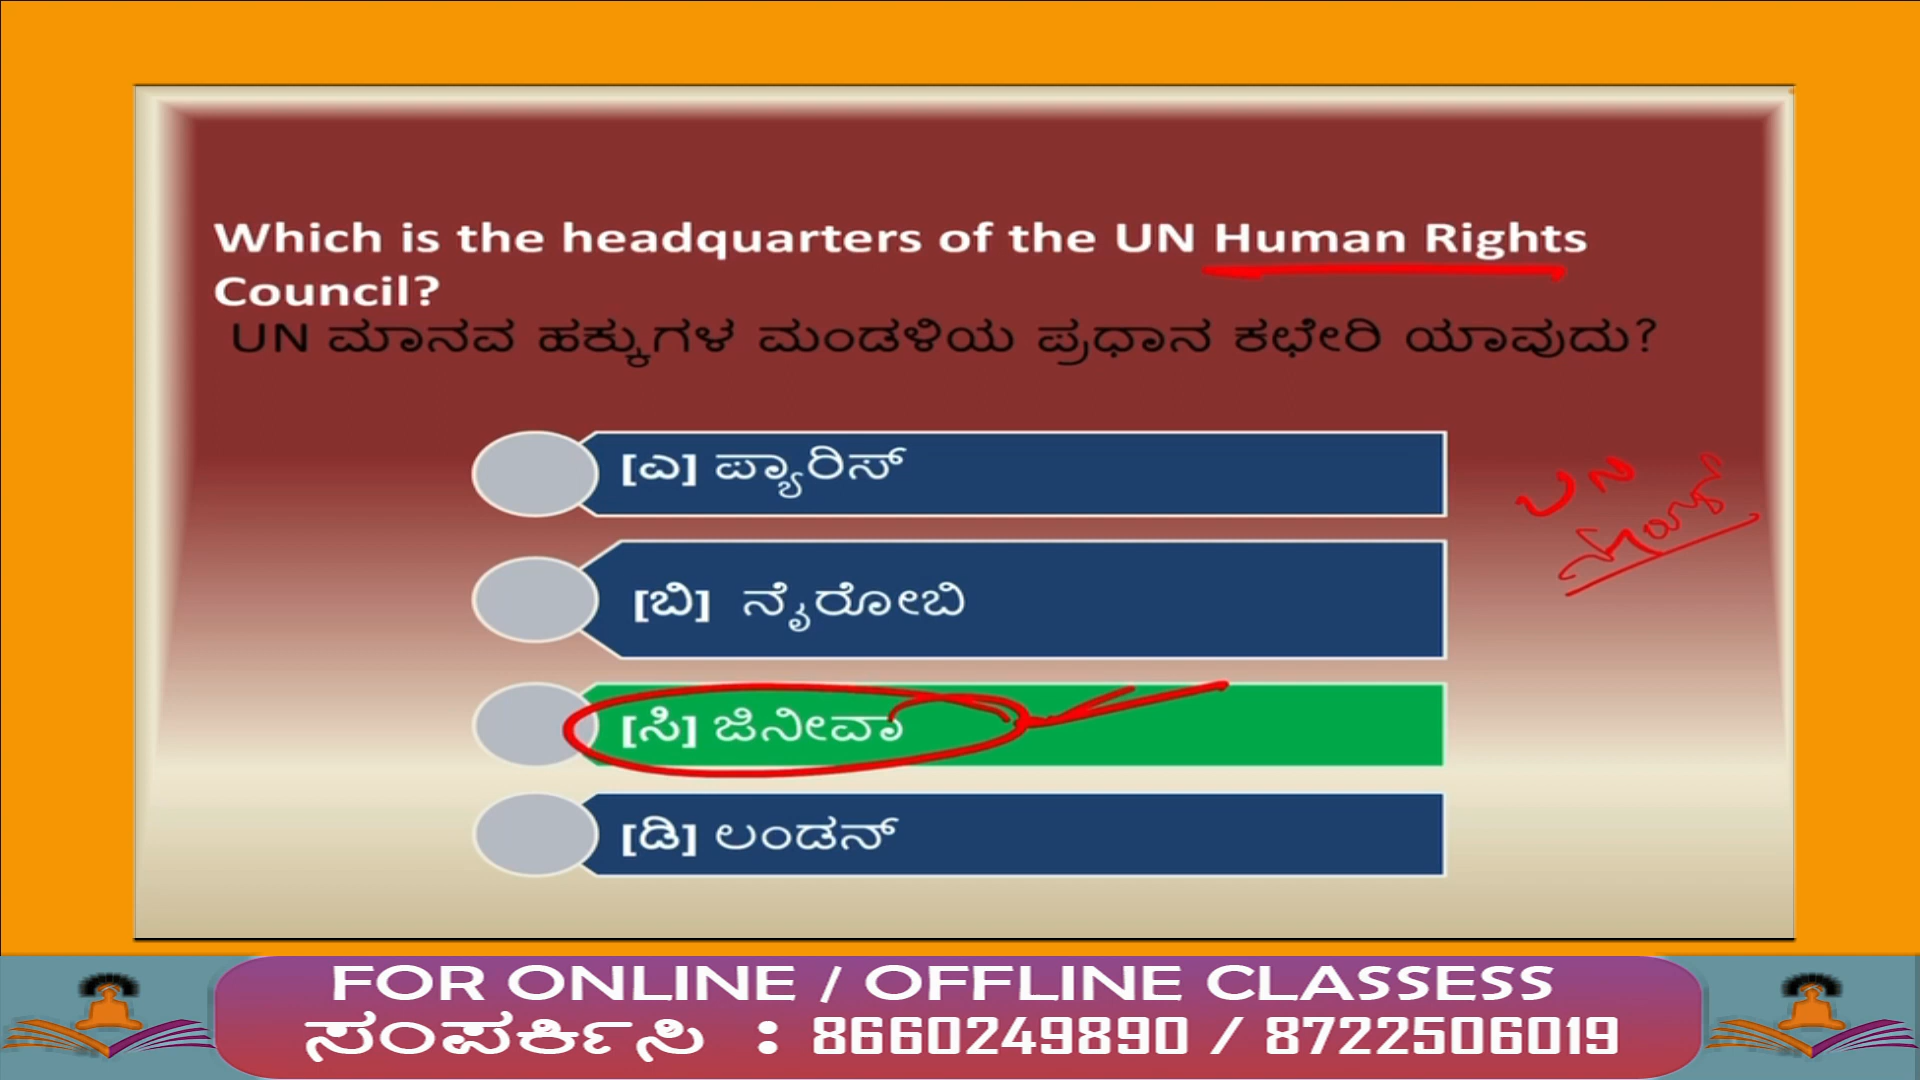 Which is the headquarters of the UN Human Rights
Council?
UN ಮಾನವ ಹಕ್ಕುಗಳ ಮಂಡಳಿಯ ಪ್ರಧಾನ ಕಛೇರಿ ಯಾವುದು?
[ಎ] ಪ್ಯಾರಿಸ್
UN
[ಬಿ] ನೈರೋಬಿ
[ಸಿ] ಜಿನೀವಾ
[ಡಿ] ಲಂಡನ್
FOR ONLINE / OFFLINE CLASSESS
ಸಂಪರ್ಕಿಸಿ : 8660249890 / 8722506019